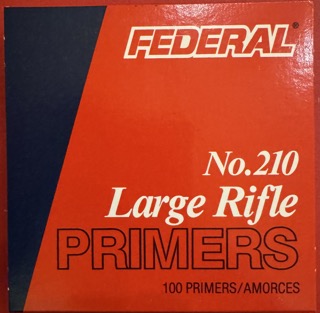 FEDERAL®
No.210
Large Rifle
PRIMERS
100 PRIMERS/AMORCES